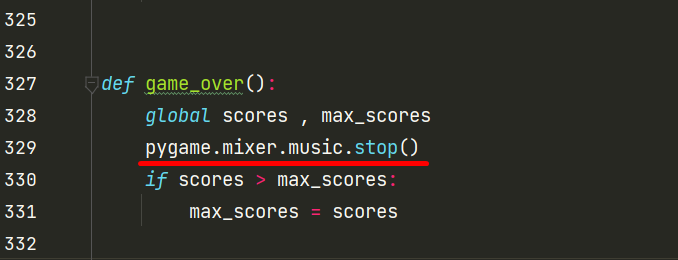 325
326
327 def game_over():
328 global scores , max_scores
329 pygame.mixer.music.stop()
330 if scores > max_scores:
331 max_scores = scores
332